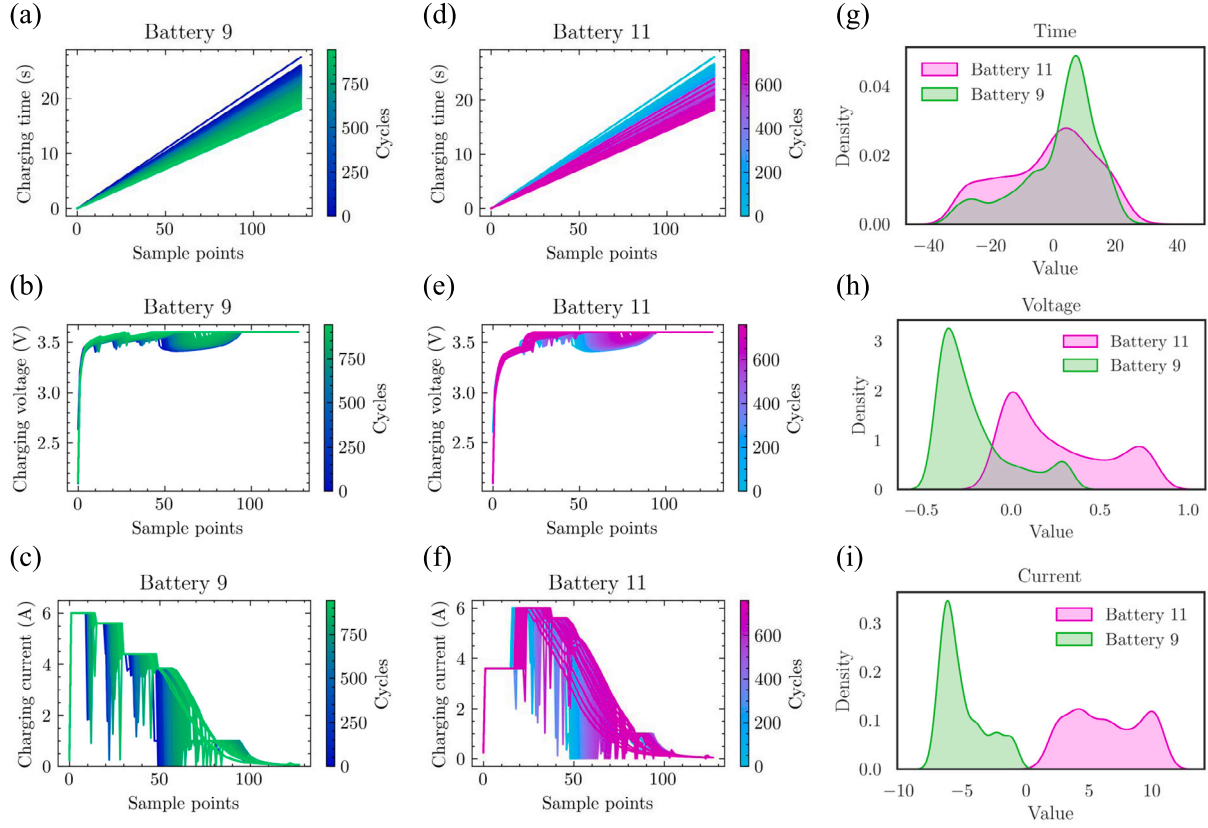 (a)
Battery 9
Charging time (s)
20
10
0
0
100
Sample points
750
500
250
0
Cycles
(d)
Battery 11
Charging time (s)
20
10
0
0
100
Sample points
600
400
200
0
Cycles
(g)
Time
Battery 11
Battery 9
Density
0.04
0.02
0.00
−40
−20
0
20
40
Value
(b)
Battery 9
Charging voltage (V)
3.5
3.0
2.5
0
50
100
Sample points
750
500
250
0
Cycles
(e)
Battery 11
Charging voltage (V)
3.5
3.0
2.5
0
50
100
Sample points
600
400
200
0
Cycles
(h)
Voltage
Battery 11
Battery 9
Density
3
2
1
0
−0.5
0.0
0.5
1.0
Value
(c)
Battery 9
Charging current (A)
6
4
2
0
0
50
100
Sample points
750
500
250
0
Cycles
(f)
Battery 11
Charging current (A)
6
4
2
0
0
50
100
Sample points
600
400
200
0
Cycles
(i)
Current
Battery 11
Battery 9
Density
0.3
0.2
0.1
0.0
−10
−5
0
5
10
Value